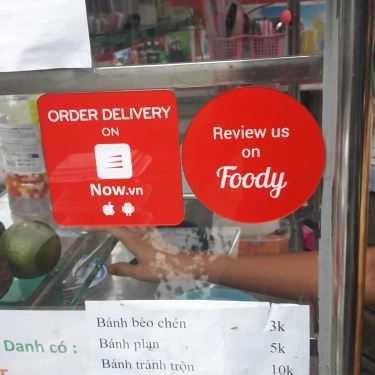 ORDER DELIVERY
ON
Now.vn
Review us
on
Foody
Danh có :
Bánh bèo chén 3k
Bánh plạn 5k
Bánh tránh trộn 10k